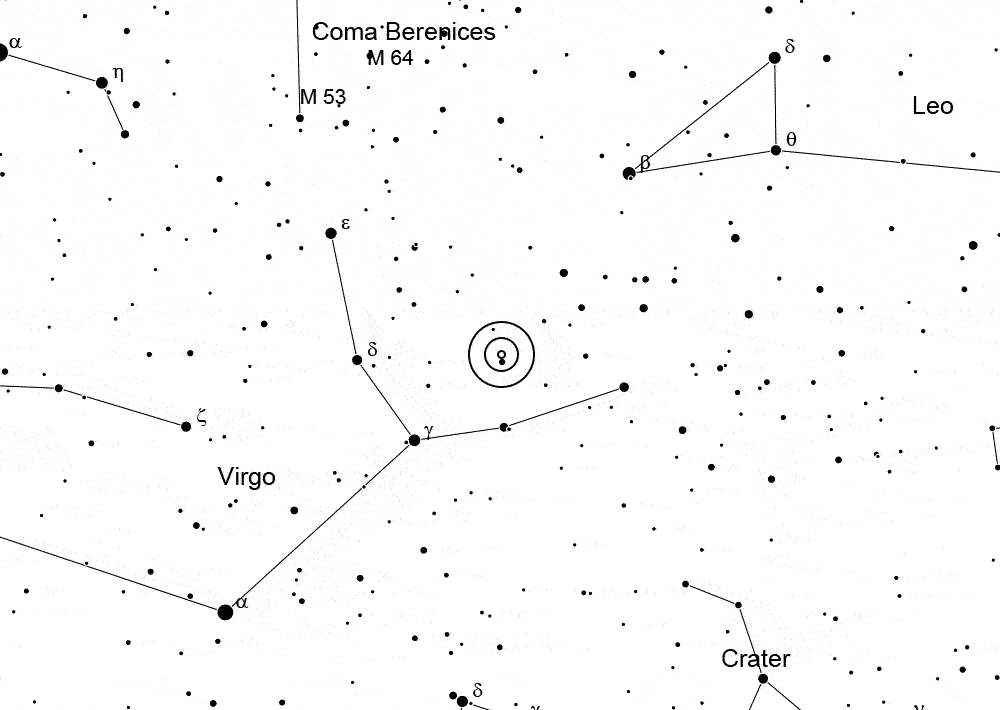 Coma Berenices
α
δ
M 64
η
M 53
Leo
θ
β
ε
δ
ζ
γ
Virgo
α
Crater
δ